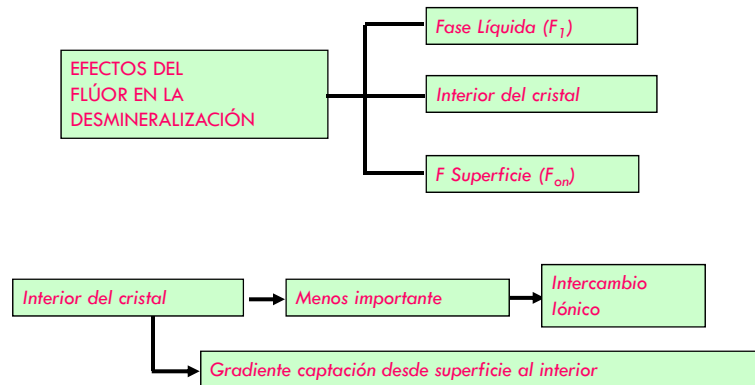 Fase Líquida (F1)
EFECTOS DEL
FLÚOR EN LA
DESMINERALIZACIÓN
Interior del cristal
F Superficie (Fon)
Interior del cristal
Menos importante
Intercambio
Iónico
Gradiente captación desde superficie al interior